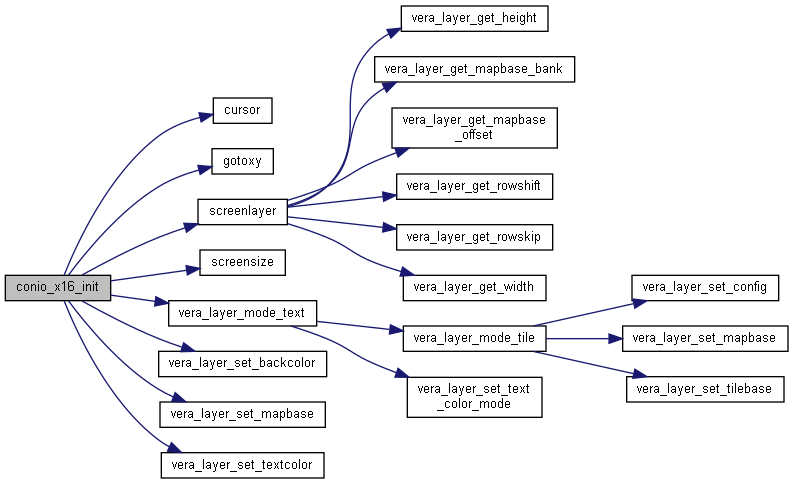 vera_layer_get_height
vera_layer_get_mapbase_bank
cursor
vera_layer_get_mapbase
_offset
gotoxy
vera_layer_get_rowshift
screenlayer
vera_layer_get_rowskip
screensize
conio_x16_init
vera_layer_get_width
vera_layer_set_config
vera_layer_mode_text
vera_layer_mode_tile
vera_layer_set_mapbase
vera_layer_set_backcolor
vera_layer_set_text
_color_mode
vera_layer_set_tilebase
vera_layer_set_mapbase
vera_layer_set_textcolor